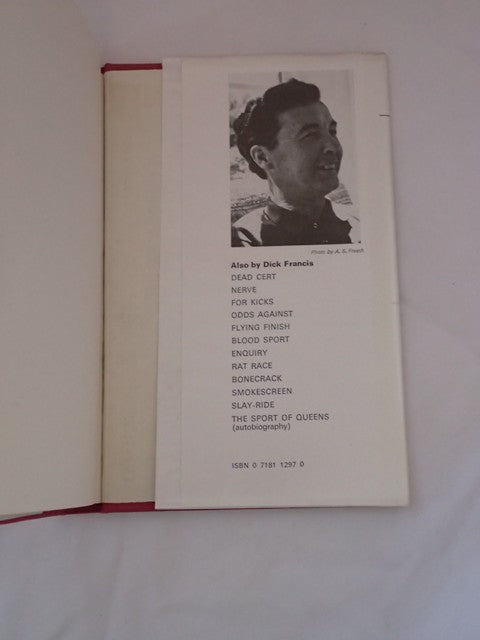 Photo by A. G. French
Also by Dick Francis
DEAD CERT
NERVE
FOR KICKS
ODDS AGAINST
FLYING FINISH
BLOOD SPORT
ENQUIRY
RAT RACE
BONECRACK
SMOKESCREEN
SLAY-RIDE
THE SPORT OF QUEENS
(autobiography)
ISBN 0 7181 1297 0